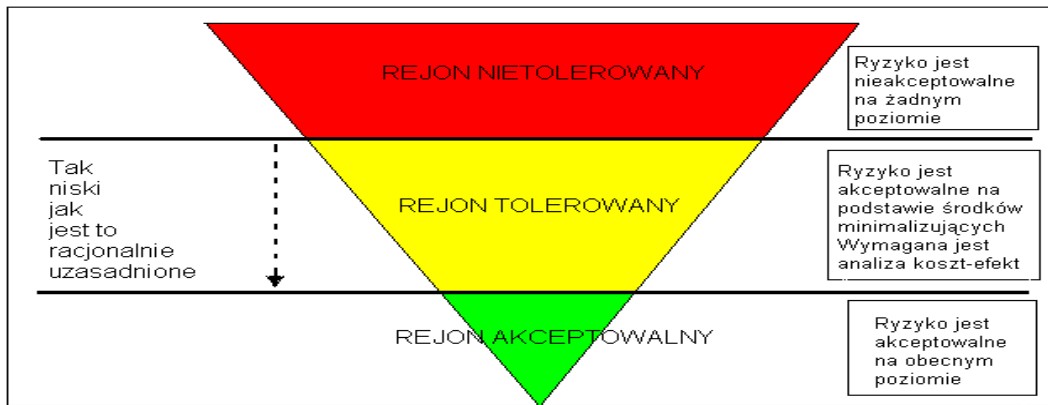 REJON NIETOLEROWANY
Ryzyko jest
nieakceptowalne
na żadnym
poziomie
Tak
niski
jak
jest to
racjonalnie
uzasadnione
REJON TOLEROWANY
Ryzyko jest
akceptowalne na
podstawie środków
minimalizujących
Wymagana jest
analiza koszt-efekt
REJON AKCEPTOWALNY
Ryzyko jest
akceptowalne
na obecnym
poziomie